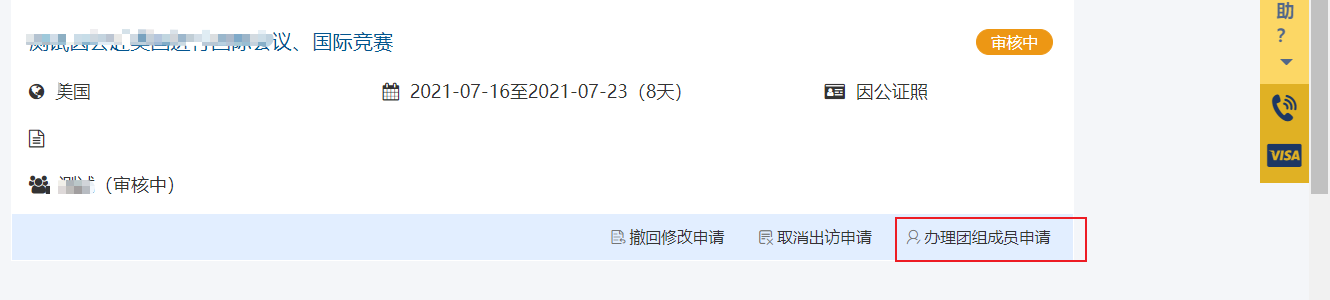 议、国际竞赛
审核中
美国
2021-07-16至2021-07-23（8天）
因公证照
（审核中）
撤回修改申请
取消出访申请
办理团组成员申请
助
?
VISA